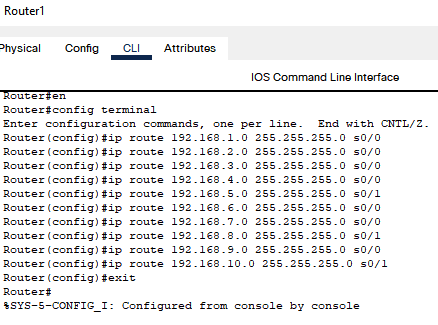 Router1
Physical Config CLI Attributes
IOS Command Line Interface
Router#en
Router#config terminal
Enter configuration commands, one per line.  End with CNTL/Z.
Router(config)#ip route 192.168.1.0 255.255.255.0 s0/0
Router(config)#ip route 192.168.2.0 255.255.255.0 s0/0
Router(config)#ip route 192.168.3.0 255.255.255.0 s0/0
Router(config)#ip route 192.168.4.0 255.255.255.0 s0/0
Router(config)#ip route 192.168.5.0 255.255.255.0 s0/1
Router(config)#ip route 192.168.6.0 255.255.255.0 s0/0
Router(config)#ip route 192.168.7.0 255.255.255.0 s0/0
Router(config)#ip route 192.168.8.0 255.255.255.0 s0/1
Router(config)#ip route 192.168.9.0 255.255.255.0 s0/0
Router(config)#ip route 192.168.10.0 255.255.255.0 s0/1
Router(config)#exit
Router#
%SYS-5-CONFIG_I: Configured from console by console